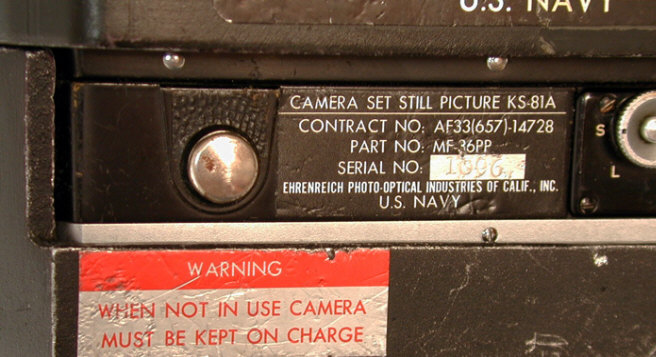 U.S. NAVY
CAMERA SET STILL PICTURE KS-81A
CONTRACT NO: AF33(657)-14728
PART NO: MF-36PP
SERIAL NO: 1006
EHRENREICH PHOTO-OPTICAL INDUSTRIES OF CALIF., INC.
U.S. NAVY
S
L
WARNING
WHEN NOT IN USE CAMERA
MUST BE KEPT ON CHARGE